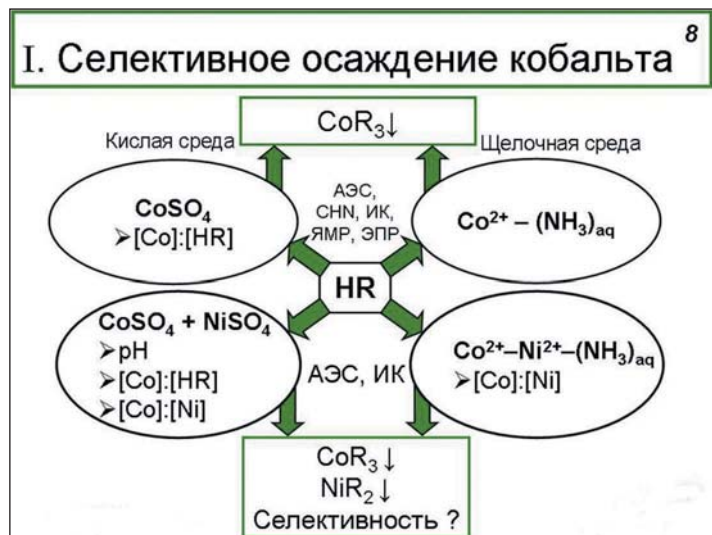 8
I. Селективное осаждение кобальта
CoR₃↓
Кислая среда
Щелочная среда
CoSO₄
➢[Co]:[HR]
АЭС,
CHN, ИК,
ЯМР, ЭПР
Co²⁺ – (NH₃)aq
HR
CoSO₄ + NiSO₄
➢pH
➢[Co]:[HR]
➢[Co]:[Ni]
АЭС, ИК
Co²⁺–Ni²⁺–(NH₃)aq
➢[Co]:[Ni]
CoR₃↓
NiR₂↓
Селективность ?